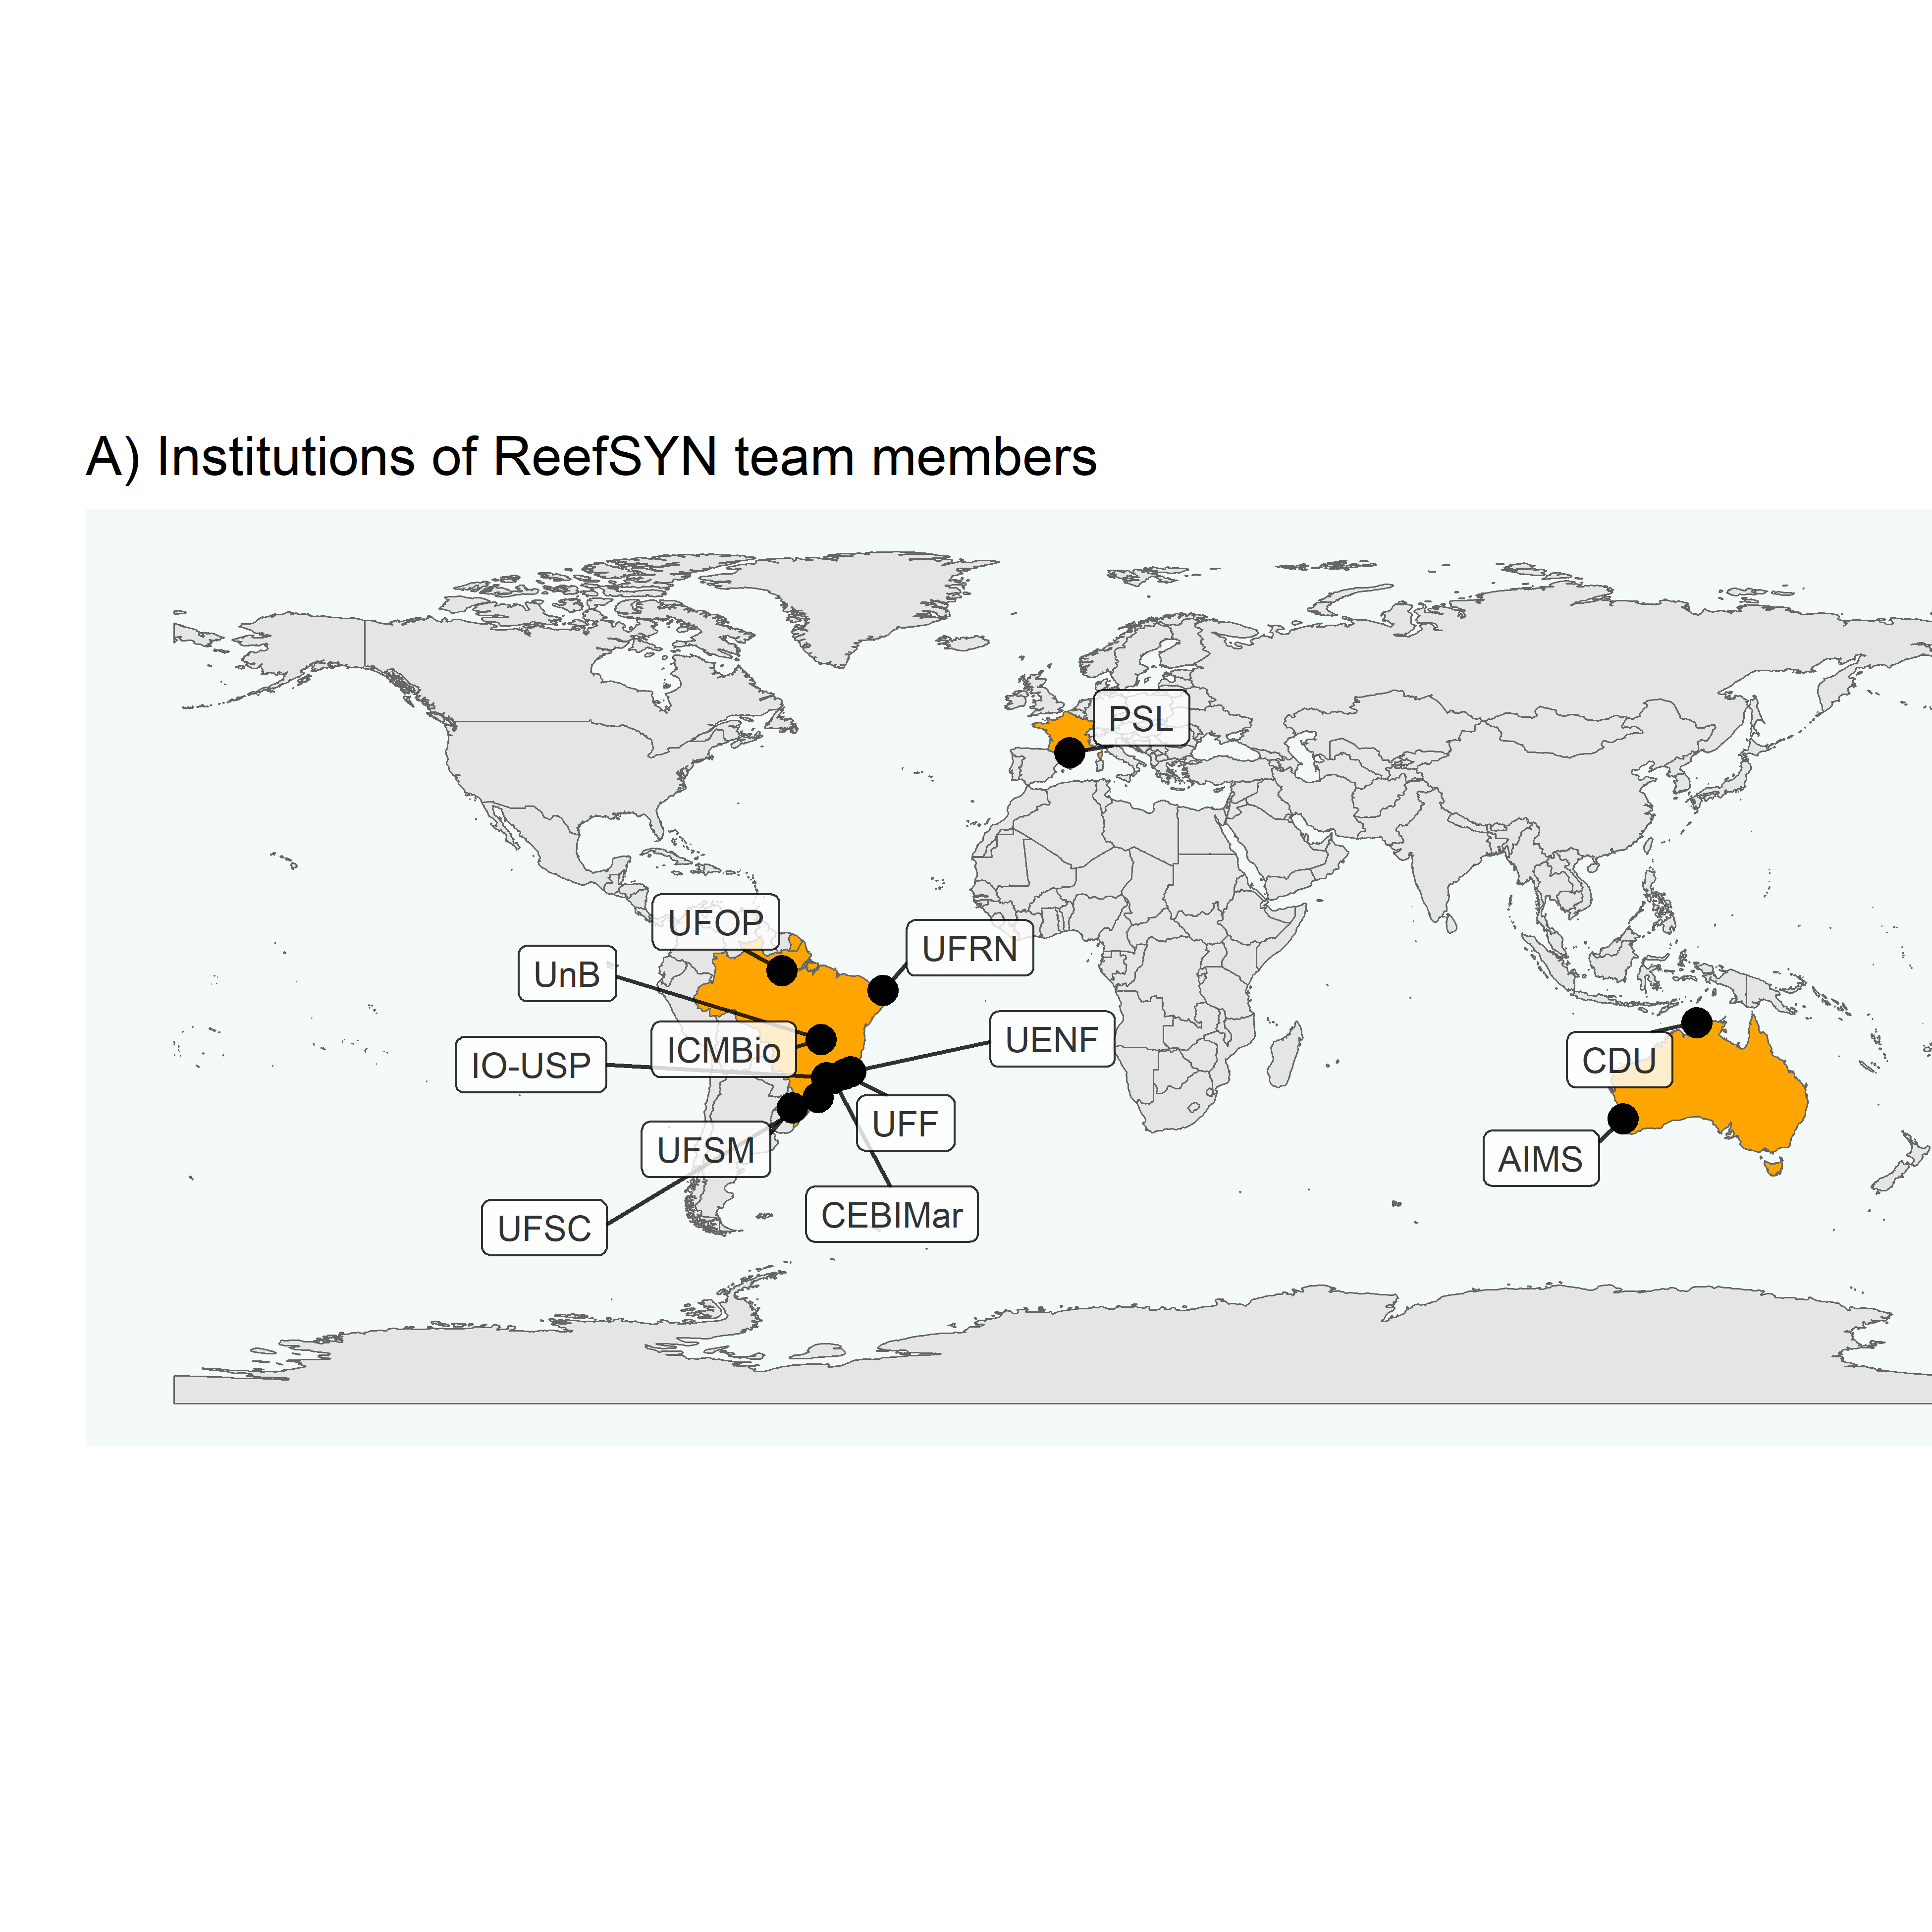 A) Institutions of ReefSYN team members
PSL
UFOP
UFRN
UnB
UENF
ICMBio
IO-USP
CDU
UFF
UFSM
AIMS
CEBIMar
UFSC